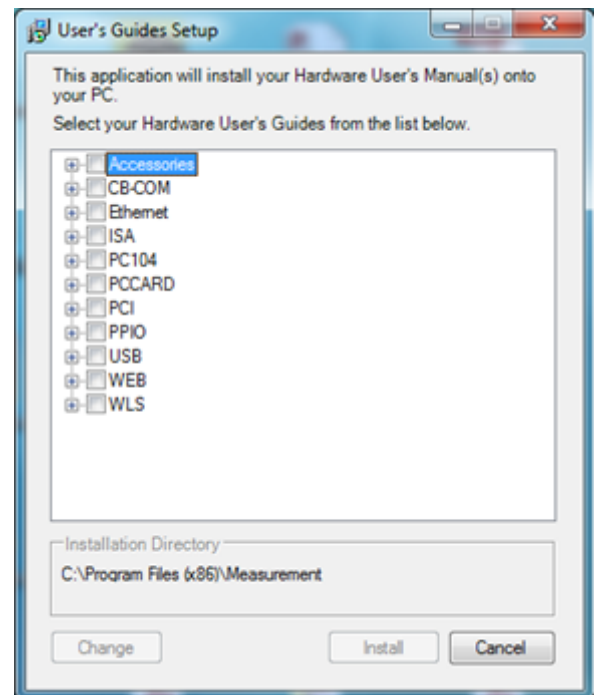 User's Guides Setup
This application will install your Hardware User's Manual(s) onto
your PC.
Select your Hardware User's Guides from the list below.
Accessories
CB-COM
Ethernet
ISA
PC104
PCCARD
PCI
PPIO
USB
WEB
WLS
Installation Directory
C:\Program Files (x86)\Measurement
Change
Install
Cancel